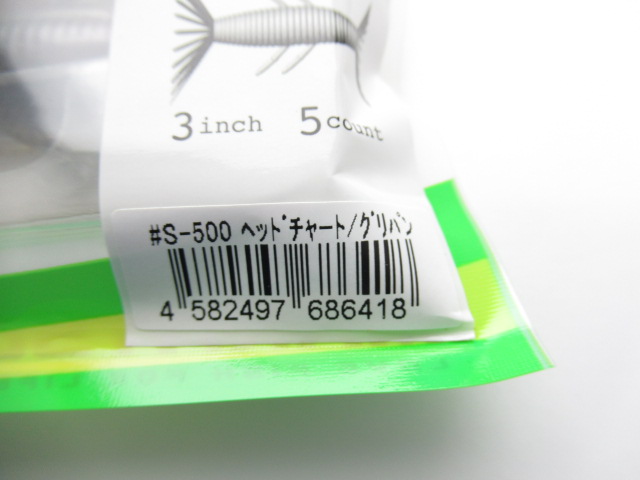 3inch 5count
#S-500 ﾍｯﾄﾞﾁｬｰﾄ/ｸﾞﾘﾊﾟﾝ
4 582497 686418